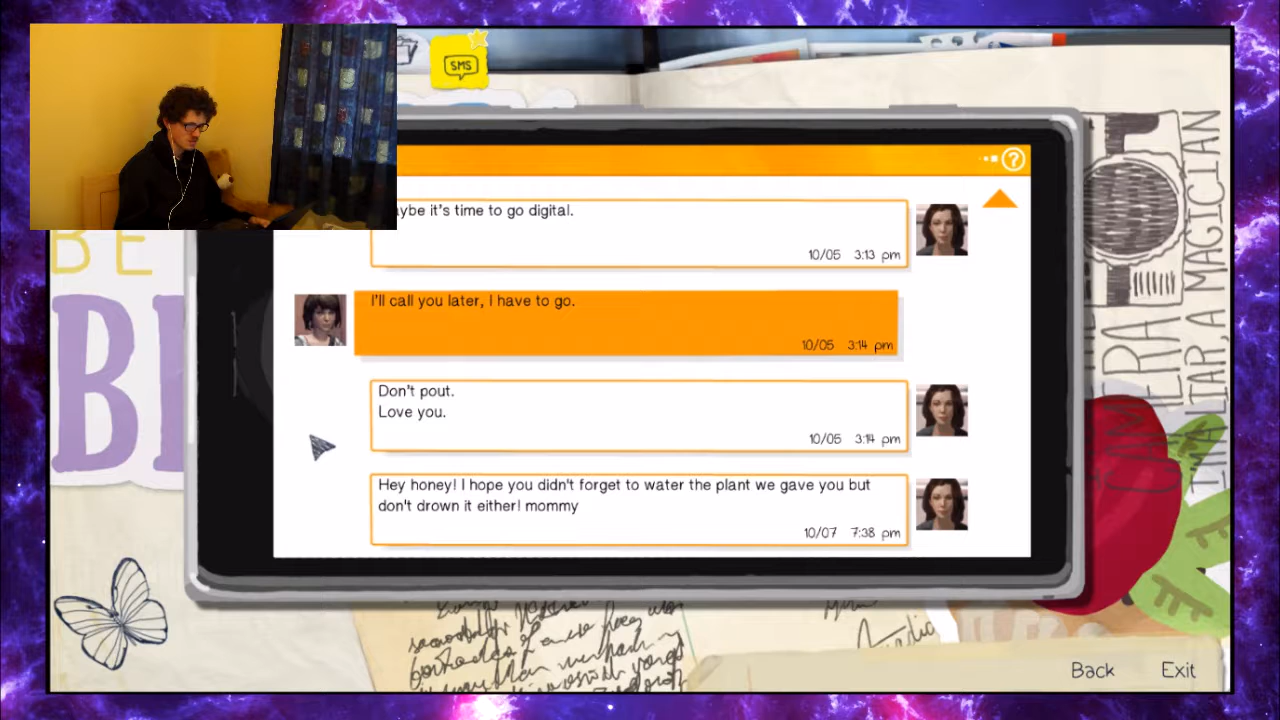 SMS
?
aybe it's time to go digital.
10/05 3:13 pm
I'll call you later, I have to go.
10/05 3:14 pm
Don't pout.
Love you.
10/05 3:14 pm
Hey honey! I hope you didn't forget to water the plant we gave you but
don't drown it either! mommy
10/07 7:38 pm
BE
Back
Exit